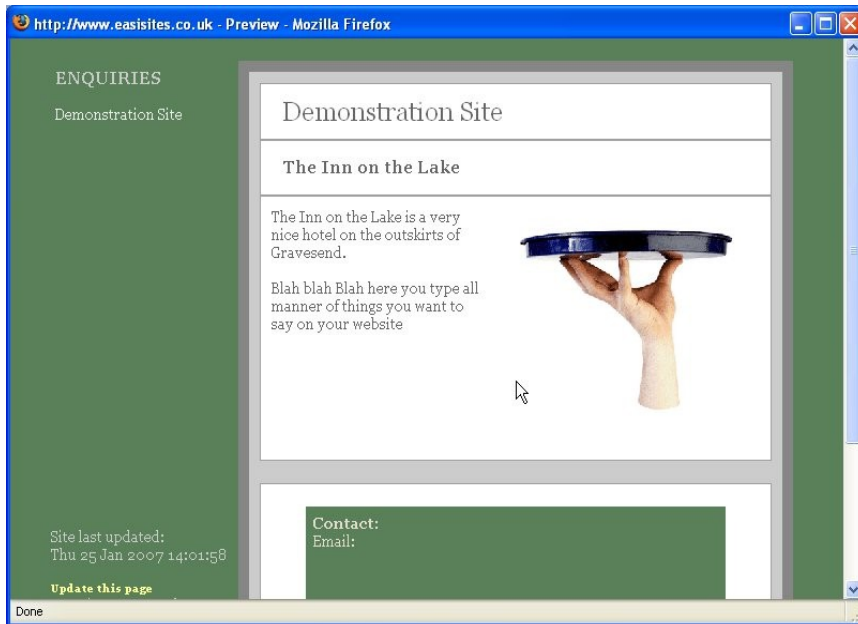 http://www.easisites.co.uk - Preview - Mozilla Firefox
ENQUIRIES
Demonstration Site
Demonstration Site
The Inn on the Lake
The Inn on the Lake is a very
nice hotel on the outskirts of
Gravesend.
Blah blah Blah here you type all
manner of things you want to
say on your website
Contact:
Email:
Site last updated:
Thu 25 Jan 2007 14:01:58
Update this page
Done